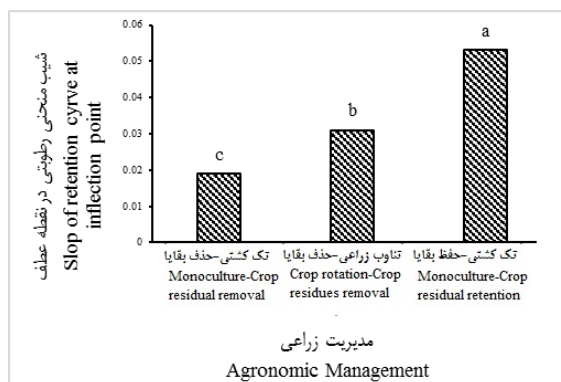 شیب منحنی رطوبتی در نقطه عطف
Slop of retention cyrve at
inflection point
0.06
0.05
0.04
0.03
0.02
0.01
0
c
b
a
تک کشتی-حذف بقایا
Monoculture-Crop
residual removal
تناوب زراعی-حذف بقایا
Crop rotation-Crop
residues removal
تک کشتی-حفظ بقایا
Monoculture-Crop
residual retention
مدیریت زراعی
Agronomic Management